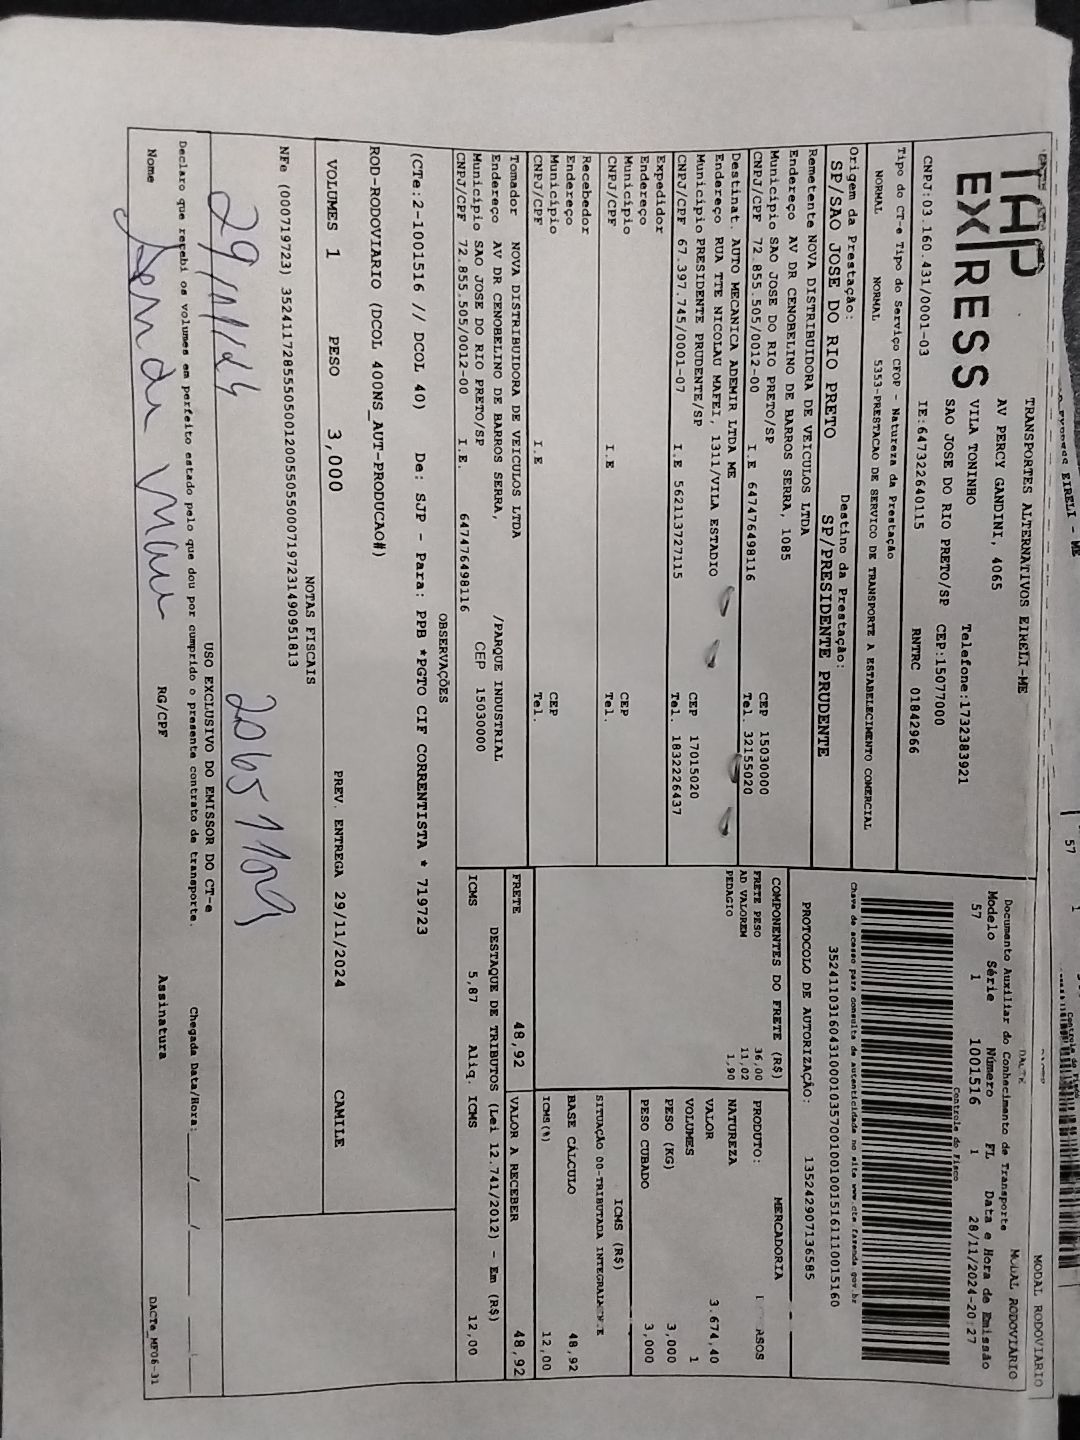 MODAL RODOVIÁRIO
TAP
EXPRESS
TRANSPORTES ALTERNATIVOS EIRELI-ME
AV PERCY GANDINI, 4065
VILA TONINHO
SAO JOSE DO RIO PRETO/SP CEP:15077000
Telefone:1732383921
CNPJ:03.160.431/0001-03 IE:647322640115 RNTRC 01842966
DACTE MODAL RODOVIÁRIO
Documento Auxiliar do Conhecimento de Transporte
Modelo Série Número FL Data e Hora de Emissão
57 1 1001516 1 28/11/2024-20:27
Controle do Fisco
Chave de acesso para consulta de autenticidade no site www.cte.fazenda.gov.br
35241103160431000103570010010015161110015160
PROTOCOLO DE AUTORIZAÇÃO: 135242907136585
Tipo do CT-e Tipo do Serviço CFOP - Natureza da Prestação
NORMAL NORMAL 5353-PRESTACAO DE SERVICO DE TRANSPORTE A ESTABELECIMENTO COMERCIAL
Origem da Prestação: Destino da Prestação:
SP/SAO JOSE DO RIO PRETO SP/PRESIDENTE PRUDENTE
Remetente NOVA DISTRIBUIDORA DE VEICULOS LTDA
Endereço AV DR CENOBELINO DE BARROS SERRA, 1085
Município SAO JOSE DO RIO PRETO/SP CEP 15030000
CNPJ/CPF 72.855.505/0012-00 I.E 647476498116 Tel. 32155020
Destinat. AUTO MECANICA ADEMIR LTDA ME
Endereço RUA TTE NICOLAU MAFEI, 1311/VILA ESTADIO
Município PRESIDENTE PRUDENTE/SP CEP 17015020
CNPJ/CPF 67.397.745/0001-07 I.E 562113727115 Tel. 1832226437
Expedidor
Endereço
Município CEP
CNPJ/CPF I.E Tel.
Recebedor
Endereço
Município CEP
CNPJ/CPF I.E Tel.
Tomador NOVA DISTRIBUIDORA DE VEICULOS LTDA
Endereço AV DR CENOBELINO DE BARROS SERRA, /PARQUE INDUSTRIAL
Município SAO JOSE DO RIO PRETO/SP CEP 15030000
CNPJ/CPF 72.855.505/0012-00 I.E. 647476498116
COMPONENTES DO FRETE (R$)
FRETE PESO 36,00
AD VALOREM 11,02
PEDAGIO 1,90
MERCADORIA
PRODUTO:
NATUREZA
VALOR 3.674,40
VOLUMES 1
PESO (KG) 3,000
PESO CUBADO 3,000
ICMS (R$)
SITUAÇÃO 00-TRIBUTADA INTEGRALMENTE
BASE CÁLCULO 48,92
ICMS(%) 12,00
FRETE 48,92 VALOR A RECEBER 48,92
DESTAQUE DE TRIBUTOS (Lei 12.741/2012) - Em (R$)
ICMS 5,87 Aliq. ICMS 12,00
OBSERVAÇÕES
(CTe:2-1001516 // DCOL 40) De: SJP - Para: PPB *PGTO CIF CORRENTISTA * 719723
ROD-RODOVIARIO (DCOL 400NS_AUT-PRODUCAO#)
VOLUMES 1 PESO 3,000 PREV. ENTREGA 29/11/2024 CAMILE
NOTAS FISCAIS
NFe (000719723) 35241172855505001200550550007197231490951813
29/11/24
USO EXCLUSIVO DO EMISSOR DO CT-e
Declaro que recebi os volumes em perfeito estado pelo que dou por cumprido o presente contrato de transporte. Chegada Data/Hora:
Nome RG/CPF Assinatura
DACTe_MF06-31